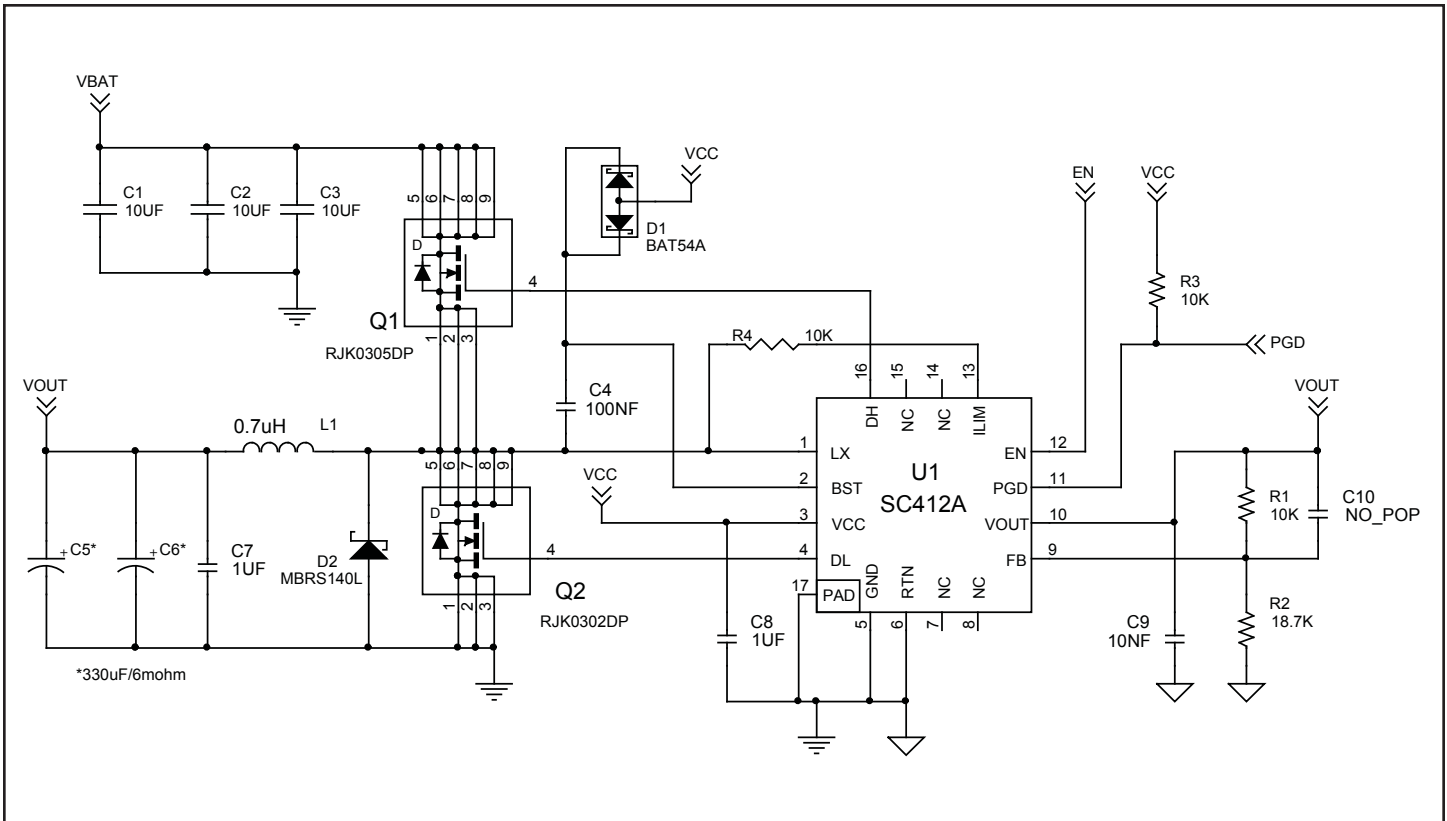 VBAT
C1
10UF
C2
10UF
C3
10UF
5
6
7
8
9
D
4
Q1
RJK0305DP
1
2
3
VCC
D1
BAT54A
EN
VCC
R3
10K
PGD
R4
10K
C4
100NF
VOUT
0.7uH
L1
+C5*
+C6*
C7
1UF
D2
MBRS140L
*330uF/6mohm
5
6
7
8
9
D
4
Q2
RJK0302DP
1
2
3
VCC
C8
1UF
16
15
14
13
DH
NC
NC
ILIM
1
LX
2
BST
3
VCC
4
DL
17
PAD
U1
SC412A
EN
12
PGD
11
VOUT
10
FB
9
GND
RTN
NC
NC
5
6
7
8
VOUT
R1
10K
C10
NO_POP
C9
10NF
R2
18.7K